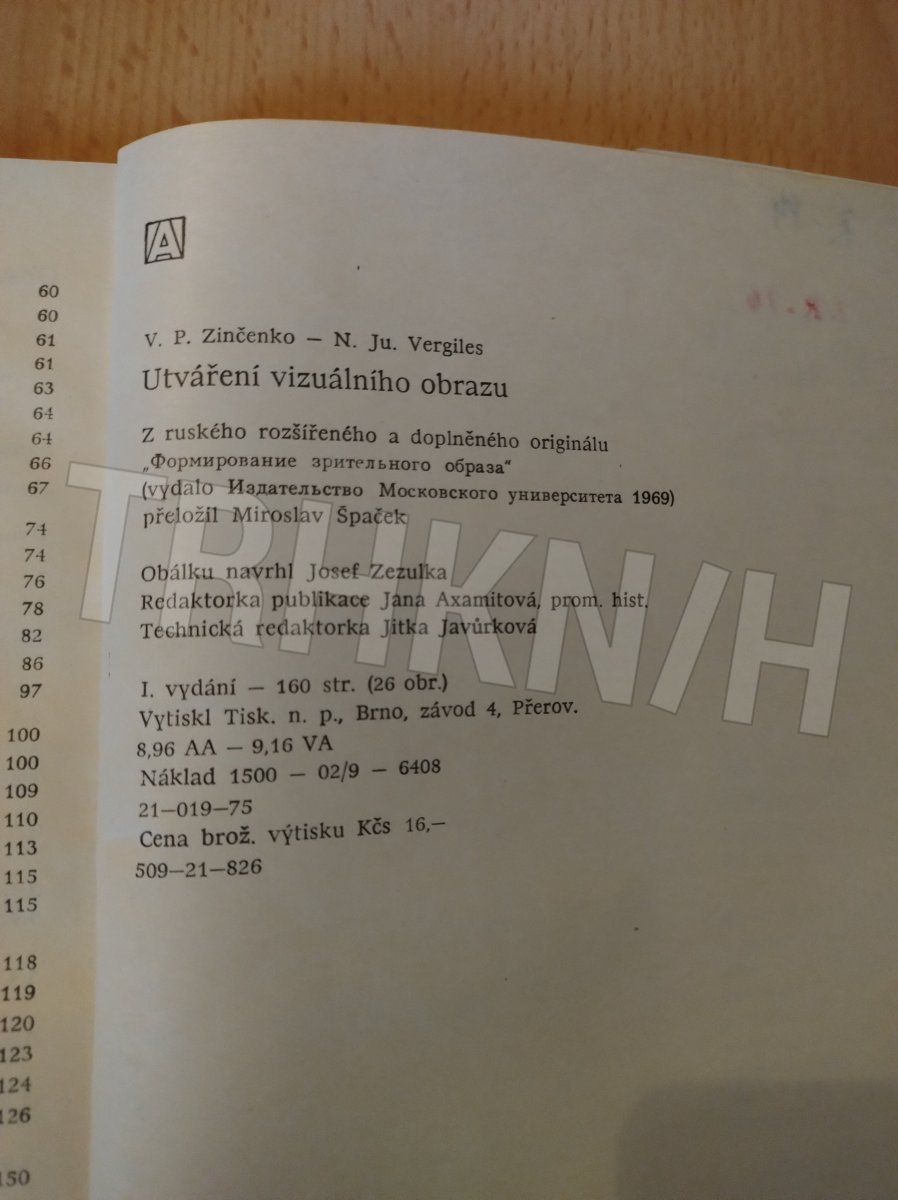 60
60
61
61
63
64
64
66
67
74
74
76
78
82
86
97
100
100
109
110
113
115
115
118
119
120
123
124
126
150
A
V. P. Zinčenko — N. Ju. Vergiles
Utváření vizuálního obrazu
Z ruského rozšířeného a doplněného originálu
„Формирование зрительного образа“
(vydalo Издательство Московского университета 1969)
přeložil Miroslav Špaček
Obálku navrhl Josef Zezulka
Redaktorka publikace Jana Axamitová, prom. hist.
Technická redaktorka Jitka Javůrková
I. vydání — 160 str. (26 obr.)
Vytiskl Tisk. n. p., Brno, závod 4, Přerov.
8,96 AA — 9,16 VA
Náklad 1500 — 02/9 — 6408
21—019—75
Cena brož. výtisku Kčs 16,—
509—21—826